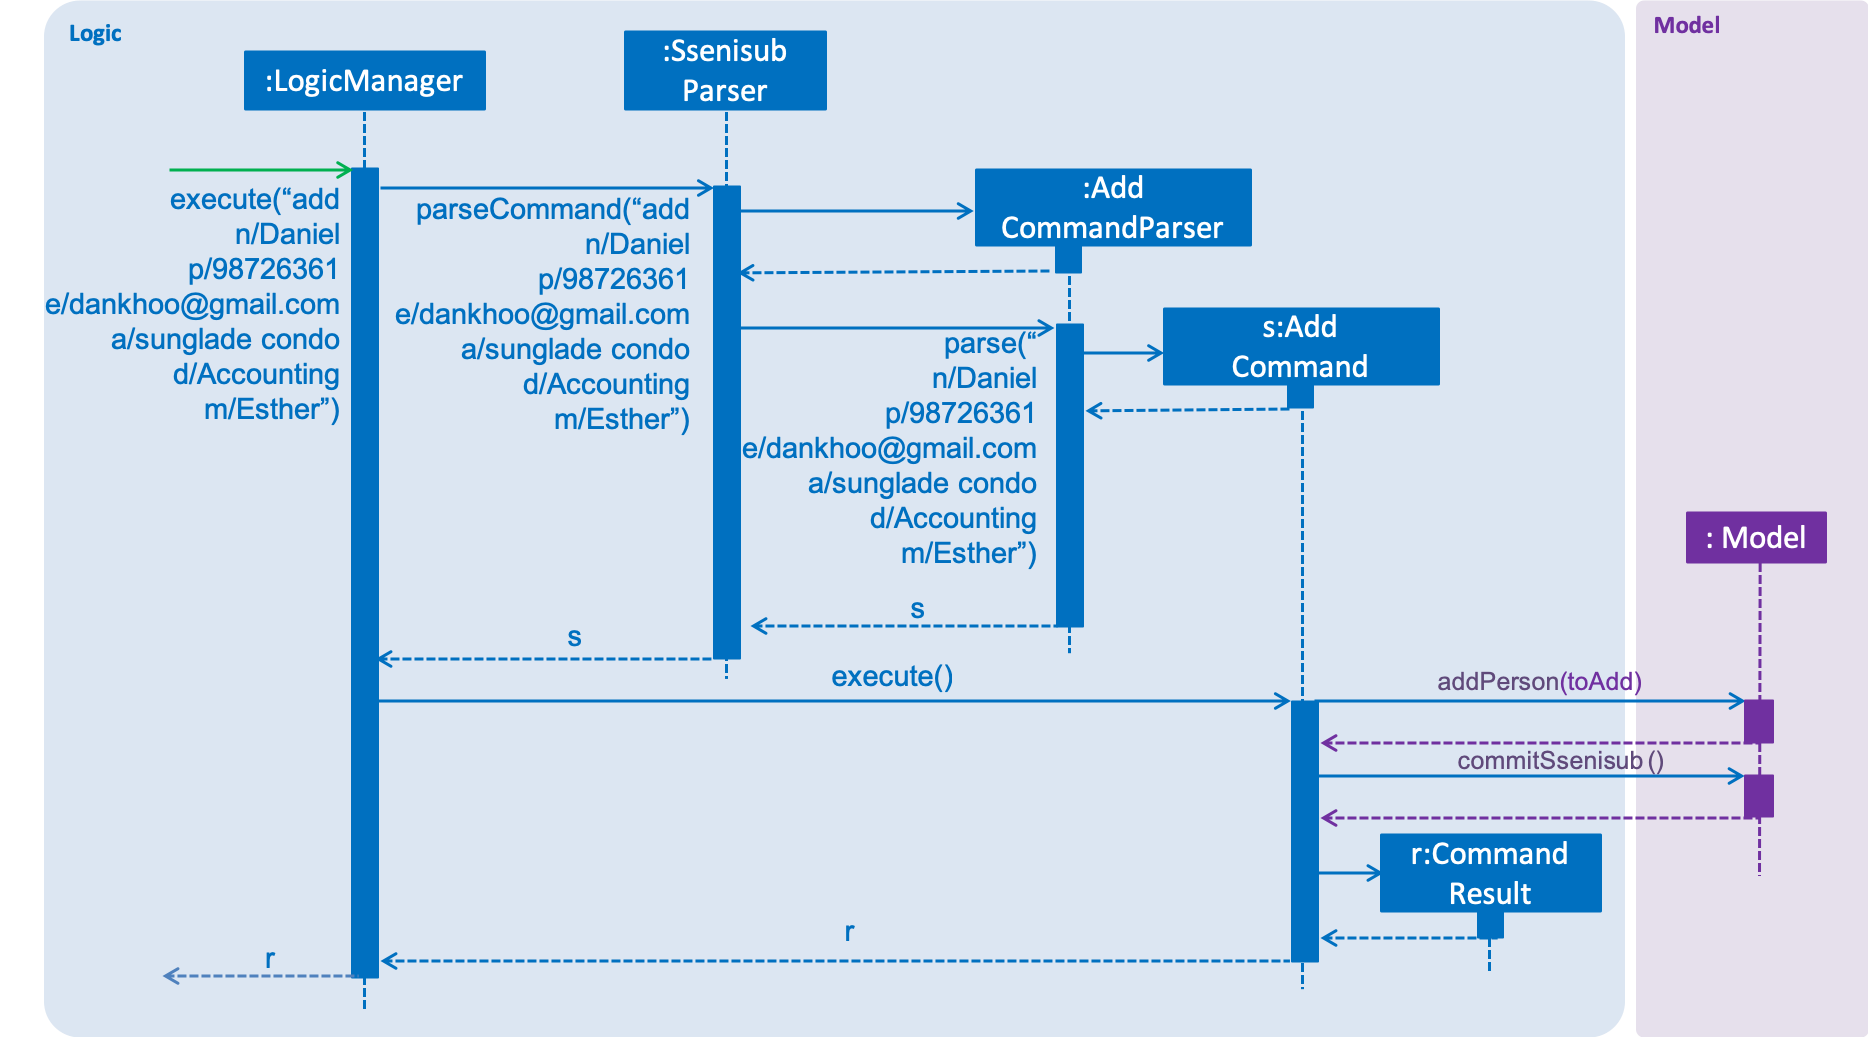 Logic
Model
:LogicManager
:Ssenisub
Parser
:Add
CommandParser
execute(“add
n/Daniel
p/98726361
e/dankhoo@gmail.com
a/sunglade condo
d/Accounting
m/Esther”)
parseCommand(“add
n/Daniel
p/98726361
e/dankhoo@gmail.com
a/sunglade condo
d/Accounting
m/Esther”)
s:Add
Command
parse(“
n/Daniel
p/98726361
e/dankhoo@gmail.com
a/sunglade condo
d/Accounting
m/Esther”)
: Model
s
s
execute()
addPerson(toAdd)
commitSsenisub ()
r:Command
Result
r
r